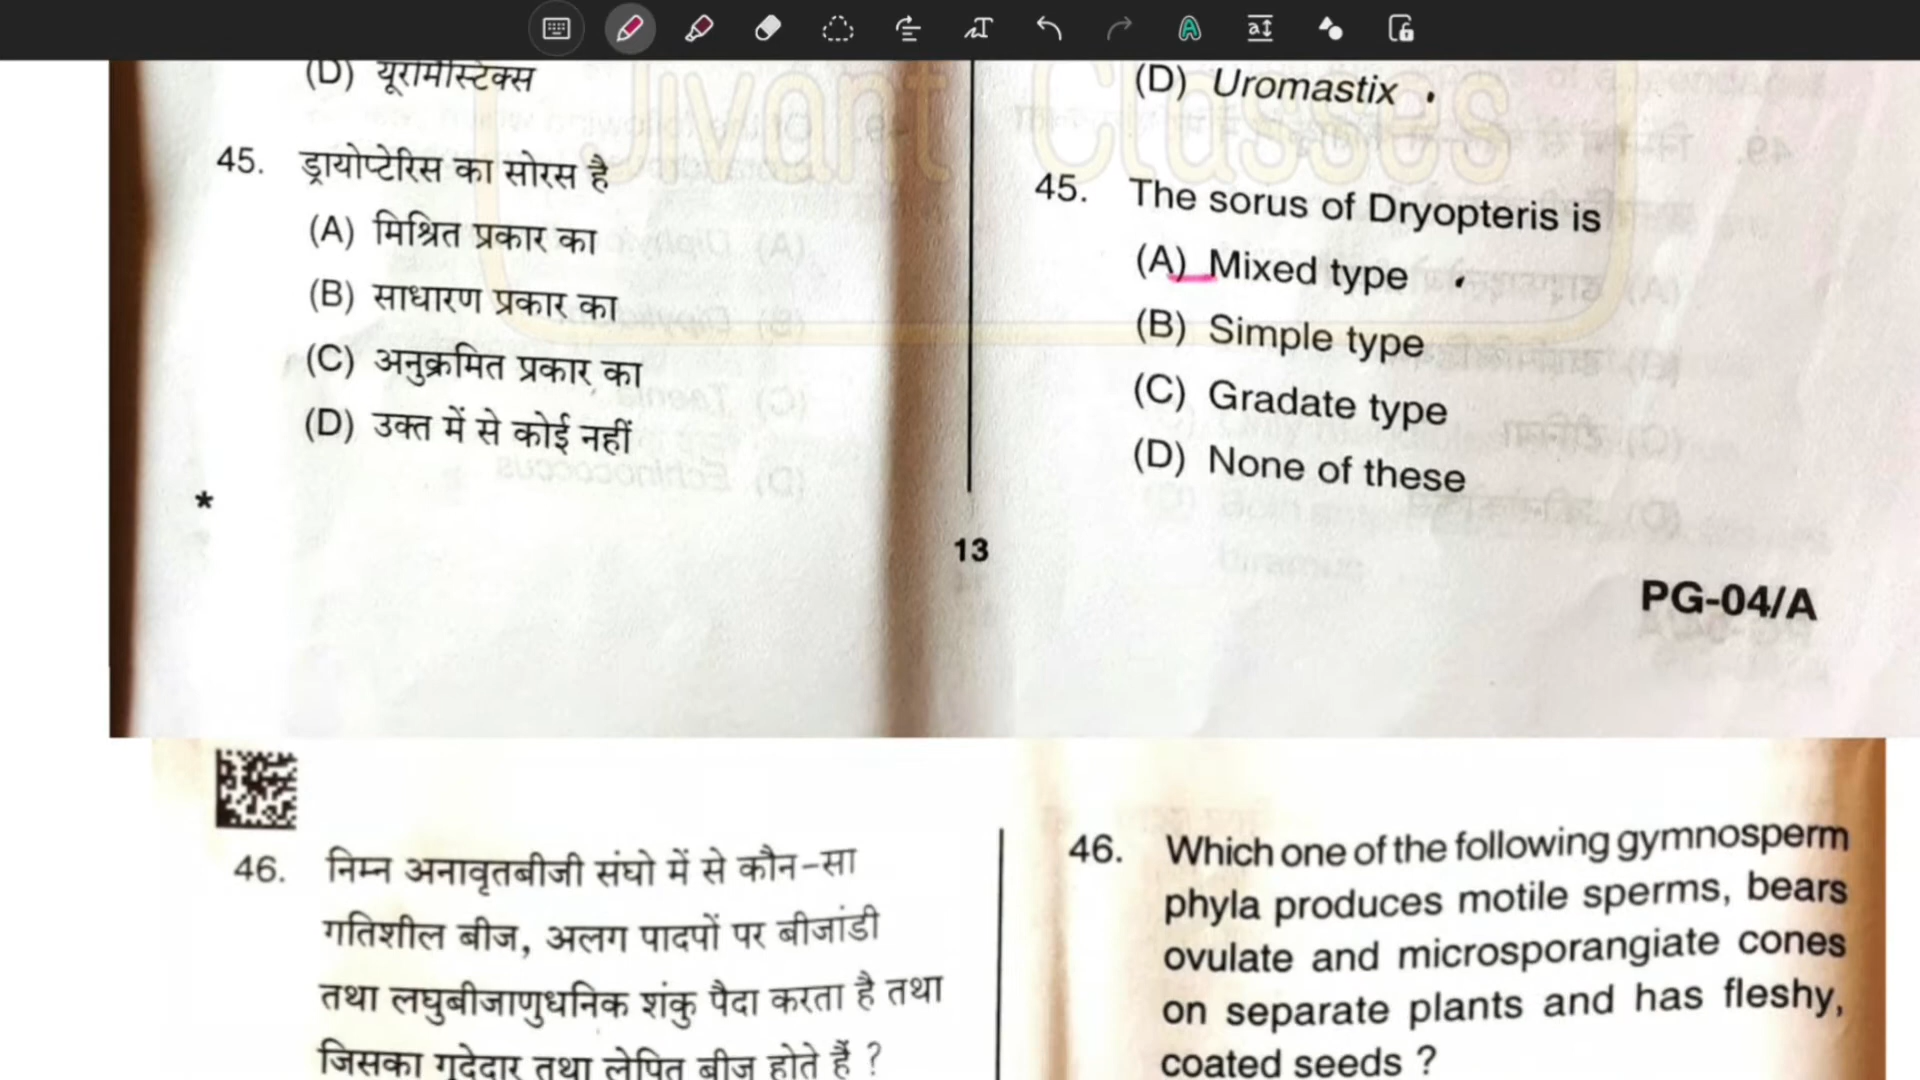 (D) यूरोमॉस्टिक्स
45. ड्रायोप्टेरिस का सोरस है
(A) मिश्रित प्रकार का
(B) साधारण प्रकार का
(C) अनुक्रमित प्रकार का
(D) उक्त में से कोई नहीं
*
(D) Uromastix
45. The sorus of Dryopteris is
(A) Mixed type
(B) Simple type
(C) Gradate type
(D) None of these
13
PG-04/A
Jivant Classes
46. निम्न अनावृतबीजी संघो में से कौन-सा
गतिशील बीज, अलग पादपों पर बीजांडी
तथा लघुबीजाणुधनिक शंकु पैदा करता है तथा
जिसका गूदेदार तथा लेपित बीज होते हैं ?
46. Which one of the following gymnosperm
phyla produces motile sperms, bears
ovulate and microsporangiate cones
on separate plants and has fleshy,
coated seeds ?